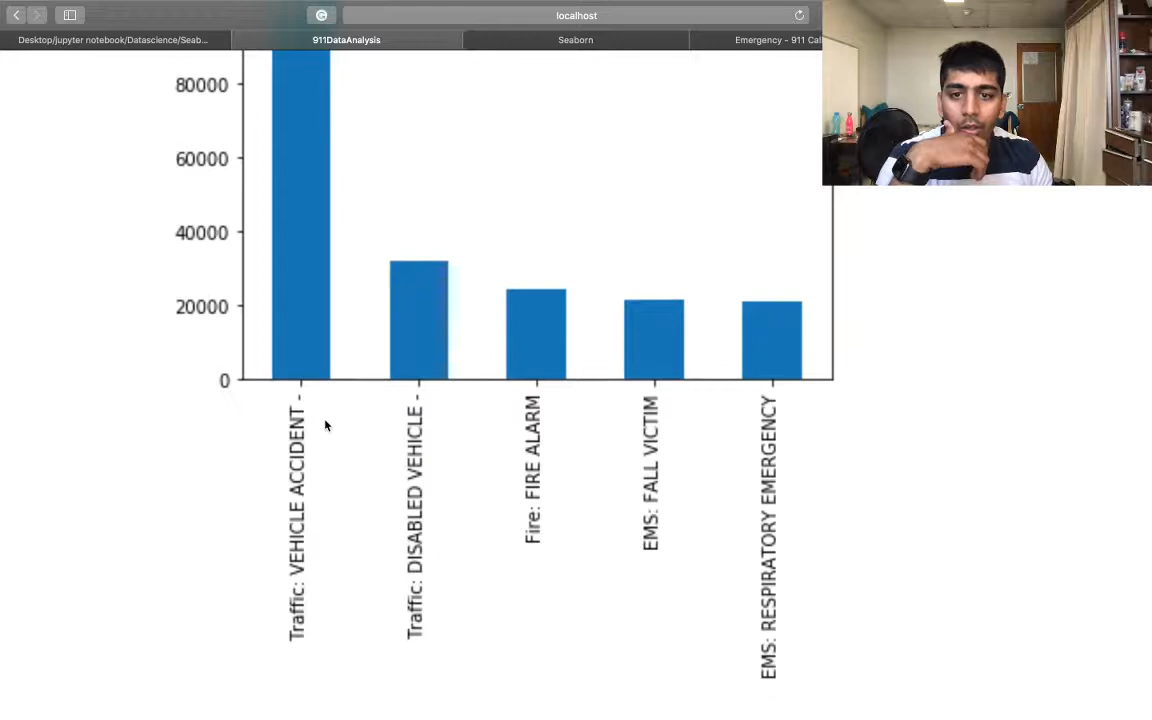 localhost
Desktop/jupyter notebook/Datascience/Seab...
911DataAnalysis
Seaborn
Emergency - 911 Cal
80000
60000
40000
20000
0
Traffic: VEHICLE ACCIDENT -
Traffic: DISABLED VEHICLE -
Fire: FIRE ALARM
EMS: FALL VICTIM
EMS: RESPIRATORY EMERGENCY